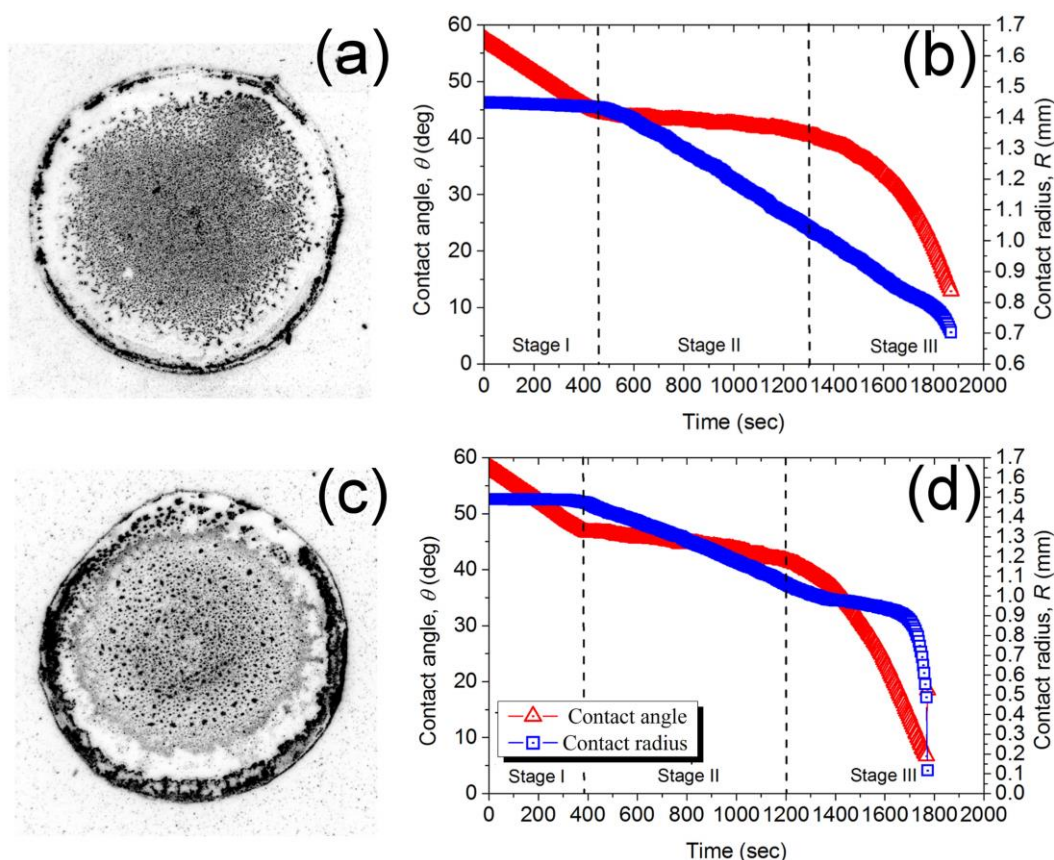 (a)
(b)
60
50
40
30
20
10
0
Contact angle, θ (deg)
1.7
1.6
1.5
1.4
1.3
1.2
1.1
1.0
0.9
0.8
0.7
0.6
Contact radius, R (mm)
Stage I Stage II Stage III
0 200 400 600 800 1000 1200 1400 1600 1800 2000
Time (sec)
(c)
(d)
60
50
40
30
20
10
0
Contact angle, θ (deg)
1.7
1.6
1.5
1.4
1.3
1.2
1.1
1.0
0.9
0.8
0.7
0.6
0.5
0.4
0.3
0.2
0.1
0.0
Contact radius, R (mm)
Contact angle
Contact radius
Stage I Stage II Stage III
0 200 400 600 800 1000 1200 1400 1600 1800 2000
Time (sec)